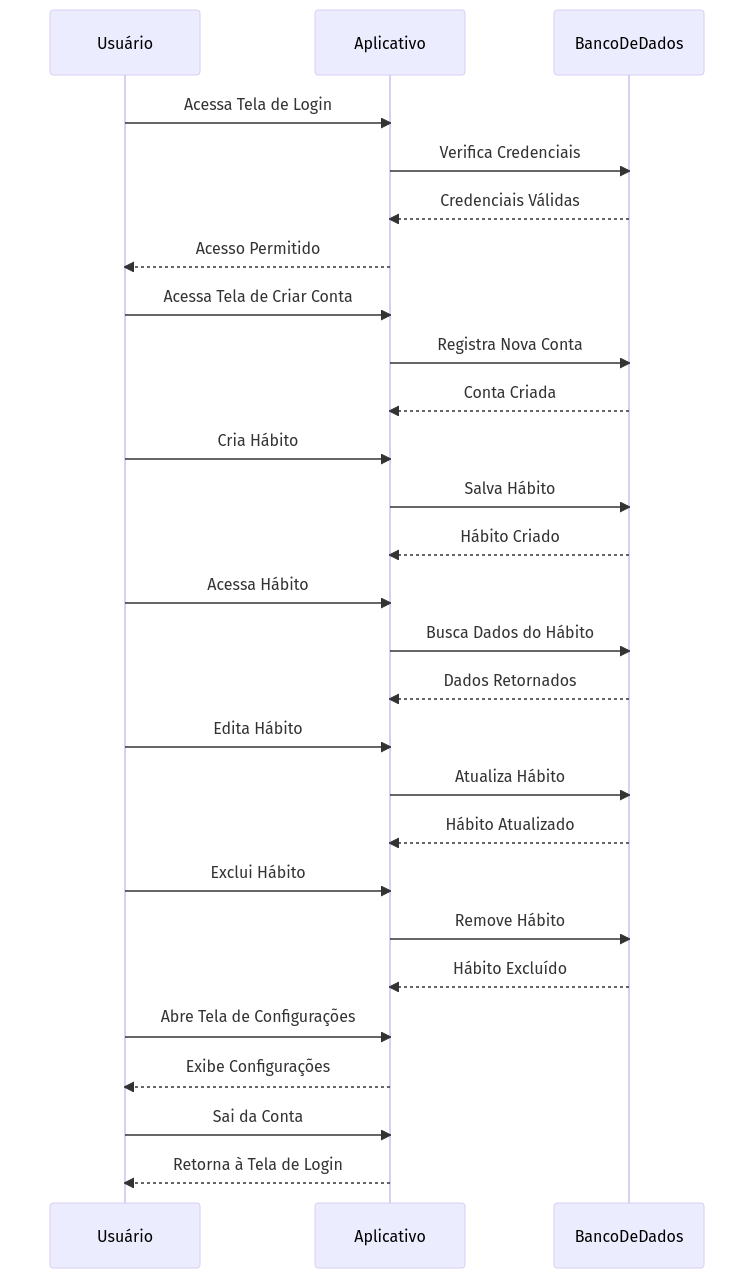 Usuário
Aplicativo
BancoDeDados
Acessa Tela de Login
Verifica Credenciais
Credenciais Válidas
Acesso Permitido
Acessa Tela de Criar Conta
Registra Nova Conta
Conta Criada
Cria Hábito
Salva Hábito
Hábito Criado
Acessa Hábito
Busca Dados do Hábito
Dados Retornados
Edita Hábito
Atualiza Hábito
Hábito Atualizado
Exclui Hábito
Remove Hábito
Hábito Excluído
Abre Tela de Configurações
Exibe Configurações
Sai da Conta
Retorna à Tela de Login
Usuário
Aplicativo
BancoDeDados